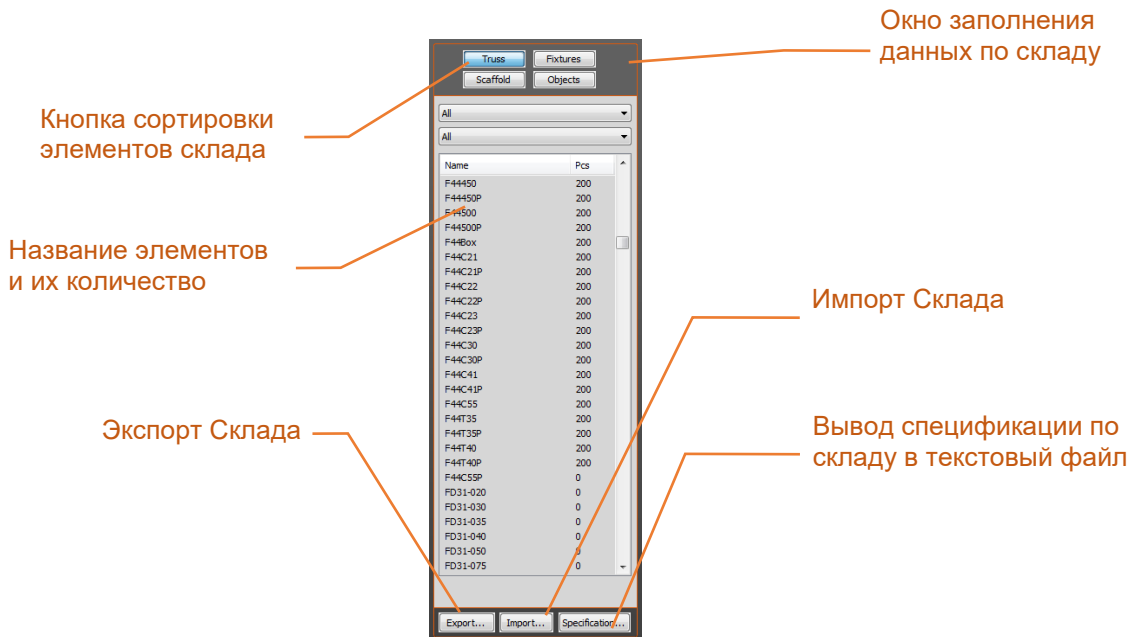 Окно заполнения
данных по складу
Truss Fixtures
Scaffold Objects
Кнопка сортировки
элементов склада
All
All
Name Pcs
F44450 200
F44450P 200
F44500 200
F44500P 200
F44Box 200
F44C21 200
F44C21P 200
F44C22 200
F44C22P 200
F44C23 200
F44C23P 200
F44C30 200
F44C30P 200
F44C41 200
F44C41P 200
F44C55 200
F44T35 200
F44T35P 200
F44T40 200
F44T40P 200
F44C55P 0
FD31-020 0
FD31-030 0
FD31-035 0
FD31-040 0
FD31-050 0
FD31-075 0
Название элементов
и их количество
Импорт Склада
Экспорт Склада
Вывод спецификации по
складу в текстовый файл
Export... Import... Specification...